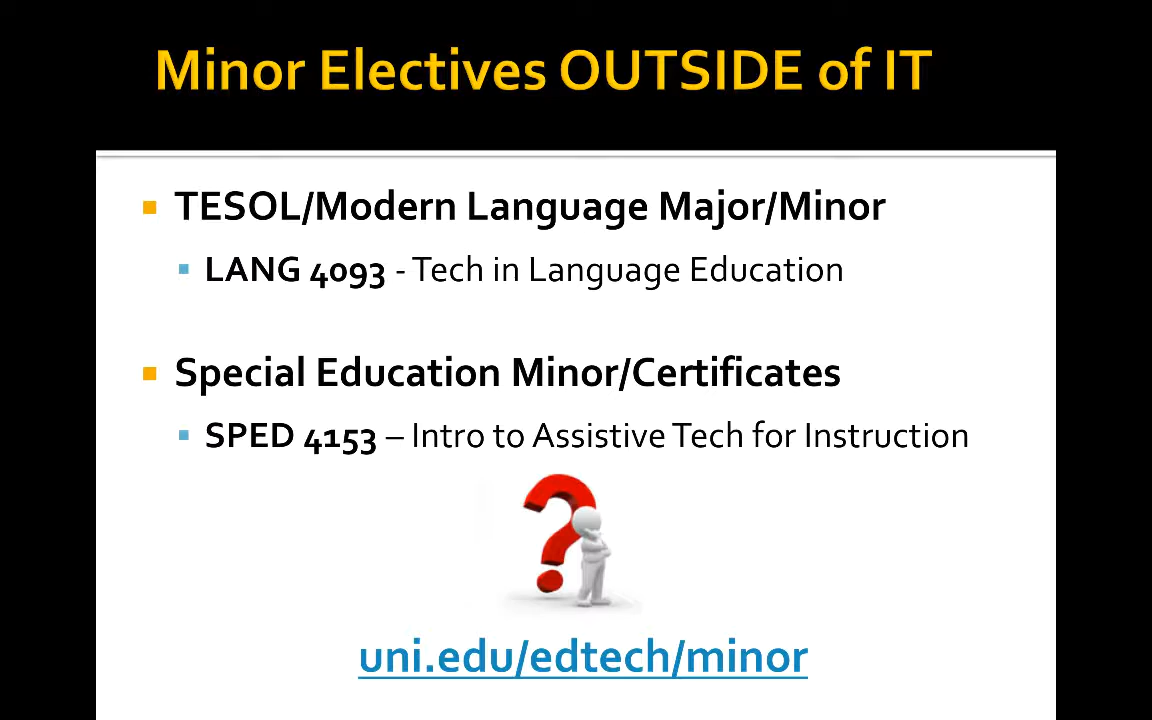 Minor Electives OUTSIDE of IT
TESOL/Modern Language Major/Minor
LANG 4093 - Tech in Language Education
Special Education Minor/Certificates
SPED 4153 – Intro to Assistive Tech for Instruction
uni.edu/edtech/minor